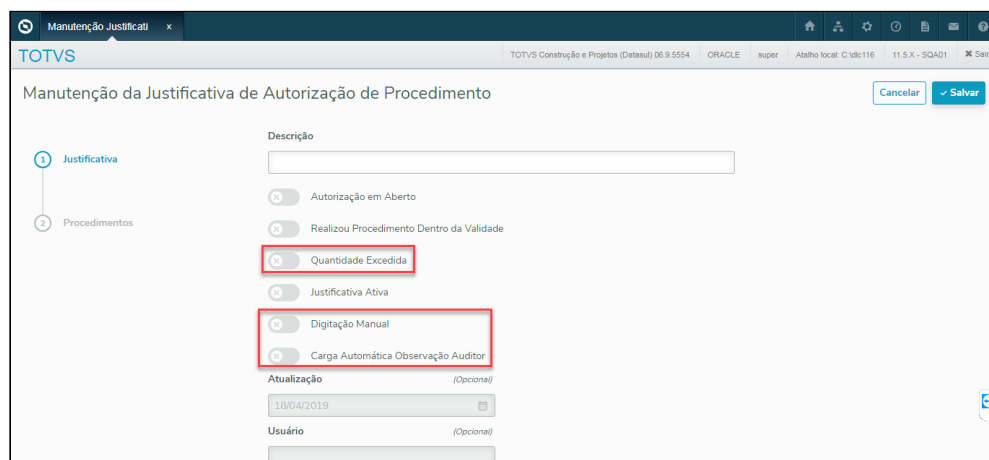 Manutenção Justificati x
TOTVS
TOTVS Construção e Projetos (Datasul) 06.9.5554 ORACLE super Atalho local: C:\dlc116 11.5.X - SQA01 ✖ Sair
Manutenção da Justificativa de Autorização de Procedimento
Cancelar
✓ Salvar
1 Justificativa
2 Procedimentos
Descrição
Autorização em Aberto
Realizou Procedimento Dentro da Validade
Quantidade Excedida
Justificativa Ativa
Digitação Manual
Carga Automática Observação Auditor
Atualização (Opcional)
18/04/2019
Usuário (Opcional)